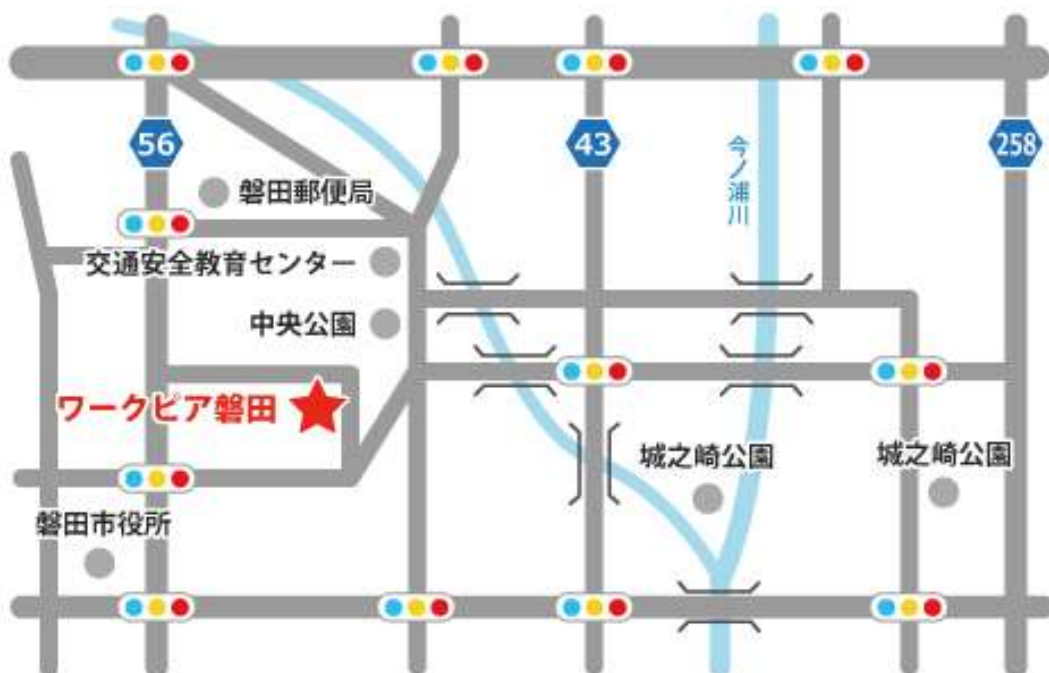 56
43
258
今ノ浦川
磐田郵便局
交通安全教育センター
中央公園
ワークピア磐田
城之崎公園
城之崎公園
磐田市役所